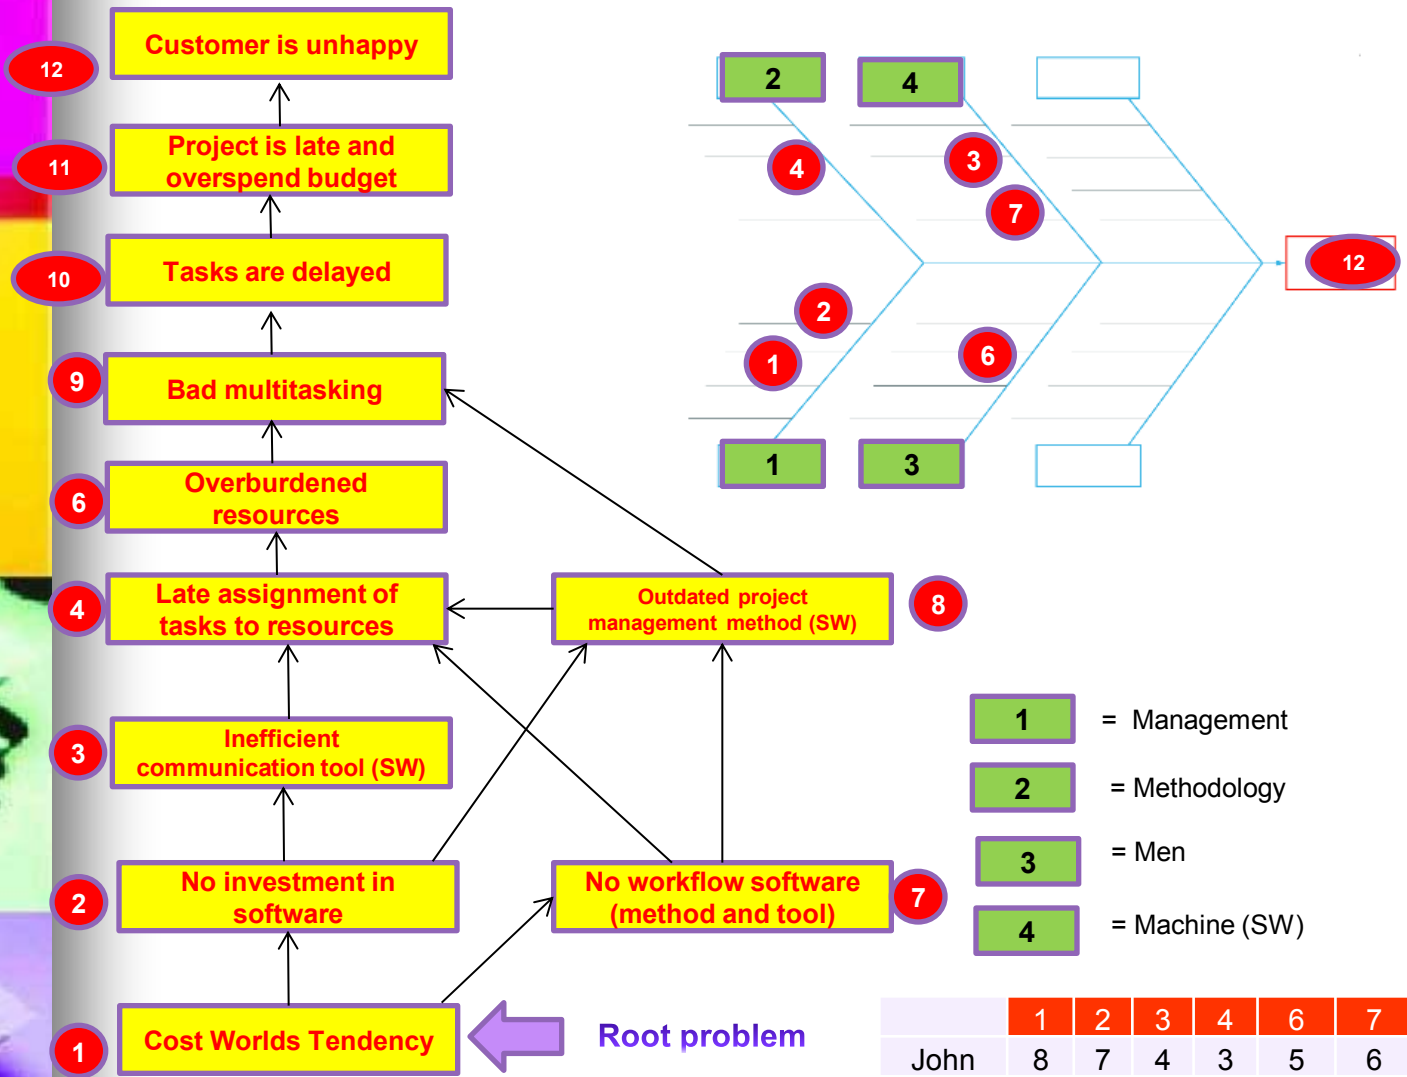 Customer is unhappy
12
Project is late and
overspend budget
11
Tasks are delayed
10
Bad multitasking
9
Overburdened
resources
6
Late assignment of
tasks to resources
4
Outdated project
management method (SW)
8
Inefficient
communication tool (SW)
3
No investment in
software
2
No workflow software
(method and tool)
7
Cost Worlds Tendency
1
Root problem
2
4
4
3
7
12
2
1
6
1
3
1 = Management
2 = Methodology
3 = Men
4 = Machine (SW)
1 2 3 4 6 7
John 8 7 4 3 5 6